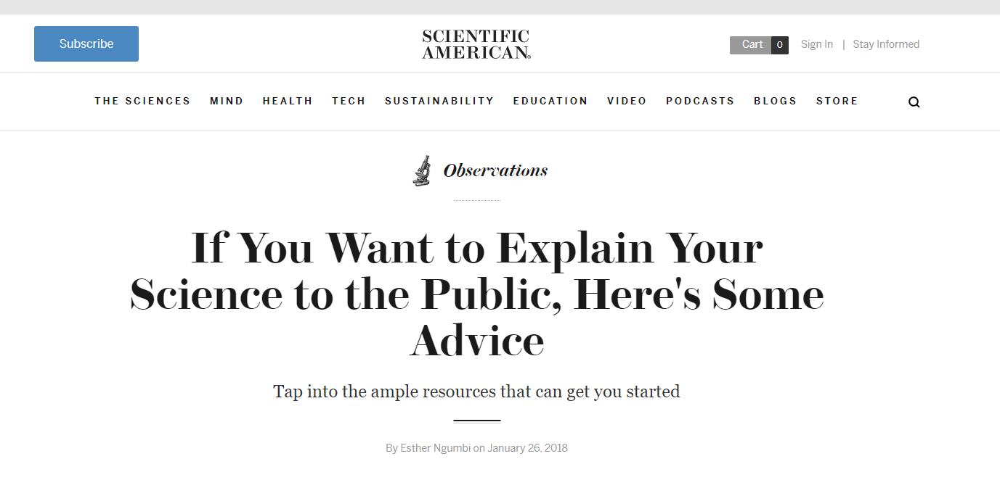 Subscribe
SCIENTIFIC
AMERICAN®
Cart 0 Sign In | Stay Informed
THE SCIENCES MIND HEALTH TECH SUSTAINABILITY EDUCATION VIDEO PODCASTS BLOGS STORE
Observations
If You Want to Explain Your
Science to the Public, Here's Some
Advice
Tap into the ample resources that can get you started
By Esther Ngumbi on January 26, 2018